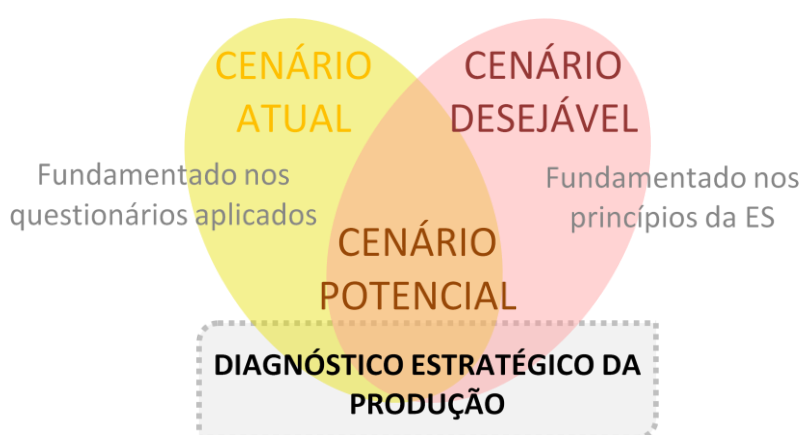 CENÁRIO
ATUAL
CENÁRIO
DESEJÁVEL
Fundamentado nos
questionários aplicados
Fundamentado nos
princípios da ES
CENÁRIO
POTENCIAL
DIAGNÓSTICO ESTRATÉGICO DA
PRODUÇÃO